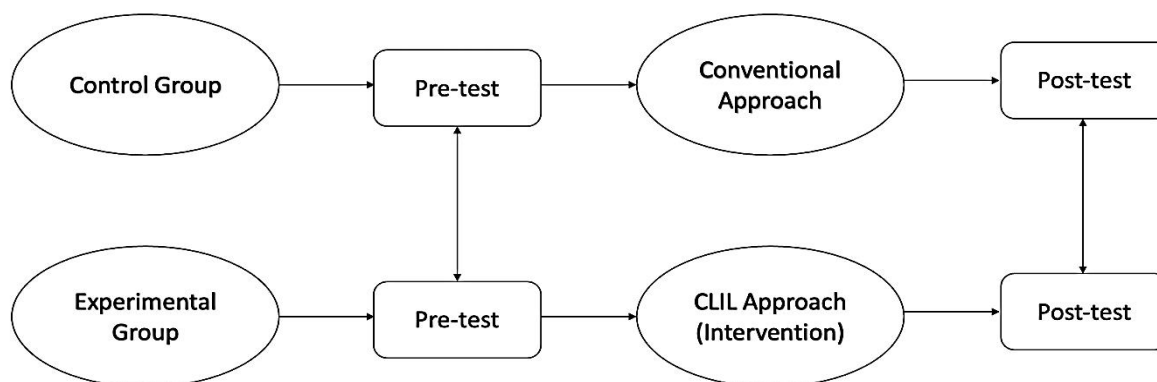 Control Group
Pre-test
Conventional
Approach
Post-test
Experimental
Group
Pre-test
CLIL Approach
(Intervention)
Post-test